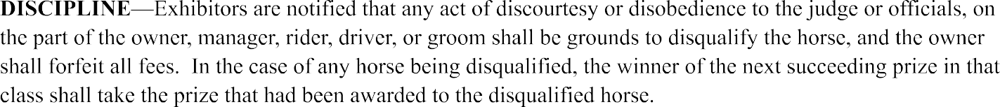 DISCIPLINE—Exhibitors are notified that any act of discourtesy or disobedience to the judge or officials, on
the part of the owner, manager, rider, driver, or groom shall be grounds to disqualify the horse, and the owner
shall forfeit all fees.  In the case of any horse being disqualified, the winner of the next succeeding prize in that
class shall take the prize that had been awarded to the disqualified horse.